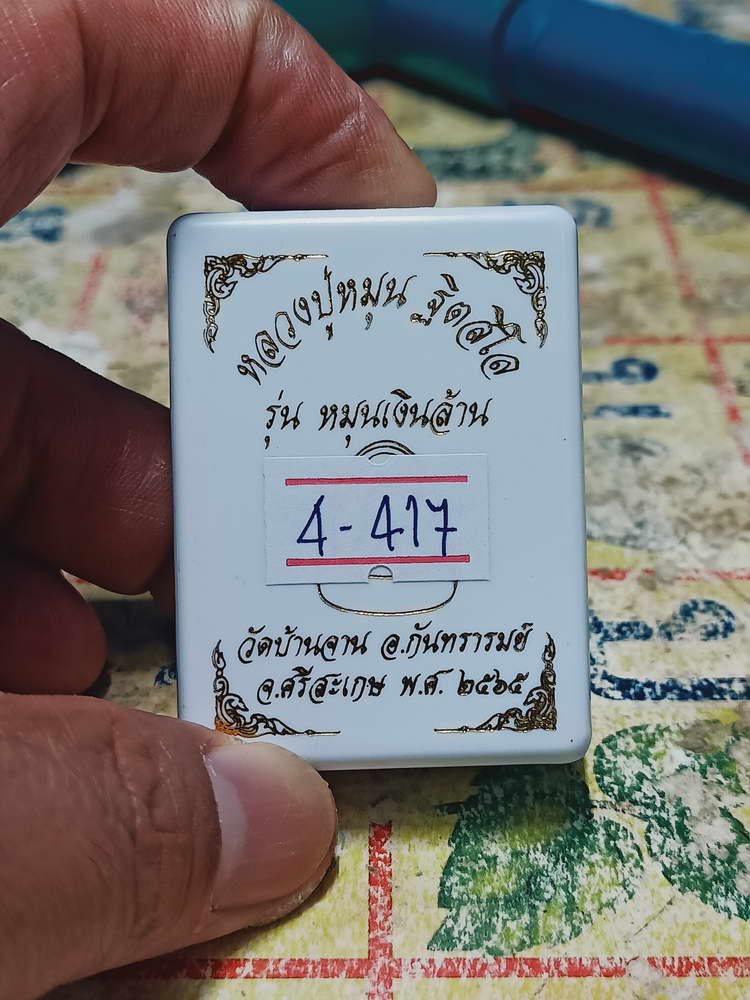 หลวงปู่หมุน ฐิตสีโล
รุ่น หมุนเงินล้าน
4-417
วัดบ้านจาน อ.กันทรารมย์
จ.ศรีสะเกษ พ.ศ. ๒๕๖๕